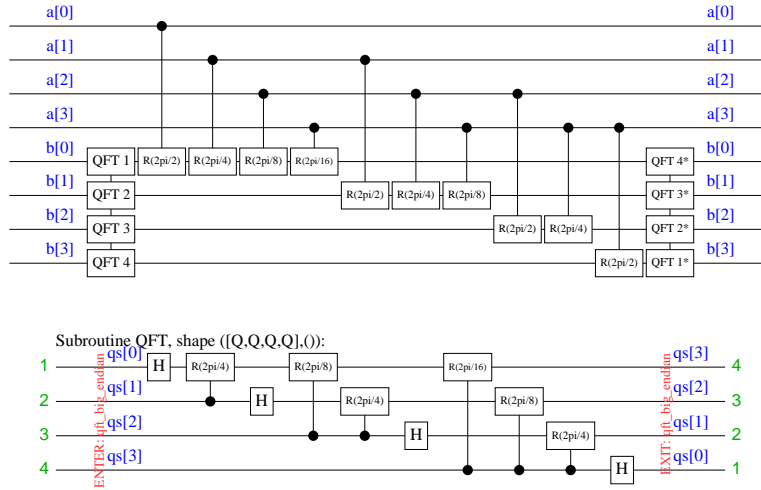 a[0] a[0]
a[1] a[1]
a[2] a[2]
a[3] a[3]
b[0] QFT 1 R(2pi/2) R(2pi/4) R(2pi/8) R(2pi/16) QFT 4* b[0]
b[1] QFT 2 R(2pi/2) R(2pi/4) R(2pi/8) QFT 3* b[1]
b[2] QFT 3 R(2pi/2) R(2pi/4) QFT 2* b[2]
b[3] QFT 4 R(2pi/2) QFT 1* b[3]
Subroutine QFT, shape ([Q,Q,Q,Q],()):
ENTER: qft_big_endian
EXIT: qft_big_endian
1 qs[0] H R(2pi/4) R(2pi/8) R(2pi/16) qs[3] 4
2 qs[1] H R(2pi/4) R(2pi/8) qs[2] 3
3 qs[2] H R(2pi/4) qs[1] 2
4 qs[3] H qs[0] 1